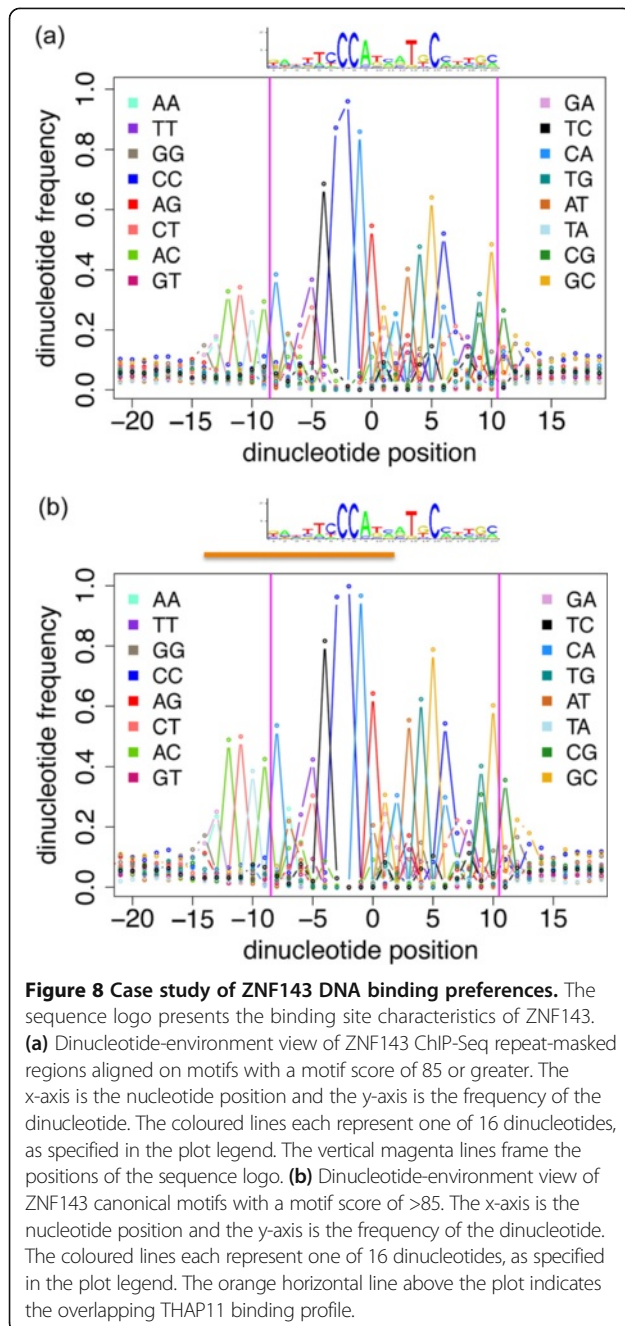 (a)
1.0
0.8
0.6
0.4
0.2
0.0
dinucleotide frequency
AA
TT
GG
CC
AG
CT
AC
GT
GA
TC
CA
TG
AT
TA
CG
GC
−20 −15 −10 −5 0 5 10 15
dinucleotide position
(b)
1.0
0.8
0.6
0.4
0.2
0.0
dinucleotide frequency
AA
TT
GG
CC
AG
CT
AC
GT
GA
TC
CA
TG
AT
TA
CG
GC
−20 −15 −10 −5 0 5 10 15
dinucleotide position
Figure 8 Case study of ZNF143 DNA binding preferences. The
sequence logo presents the binding site characteristics of ZNF143.
(a) Dinucleotide-environment view of ZNF143 ChIP-Seq repeat-masked
regions aligned on motifs with a motif score of 85 or greater. The
x-axis is the nucleotide position and the y-axis is the frequency of the
dinucleotide. The coloured lines each represent one of 16 dinucleotides,
as specified in the plot legend. The vertical magenta lines frame the
positions of the sequence logo. (b) Dinucleotide-environment view of
ZNF143 canonical motifs with a motif score of >85. The x-axis is the
nucleotide position and the y-axis is the frequency of the dinucleotide.
The coloured lines each represent one of 16 dinucleotides, as specified
in the plot legend. The orange horizontal line above the plot indicates
the overlapping THAP11 binding profile.